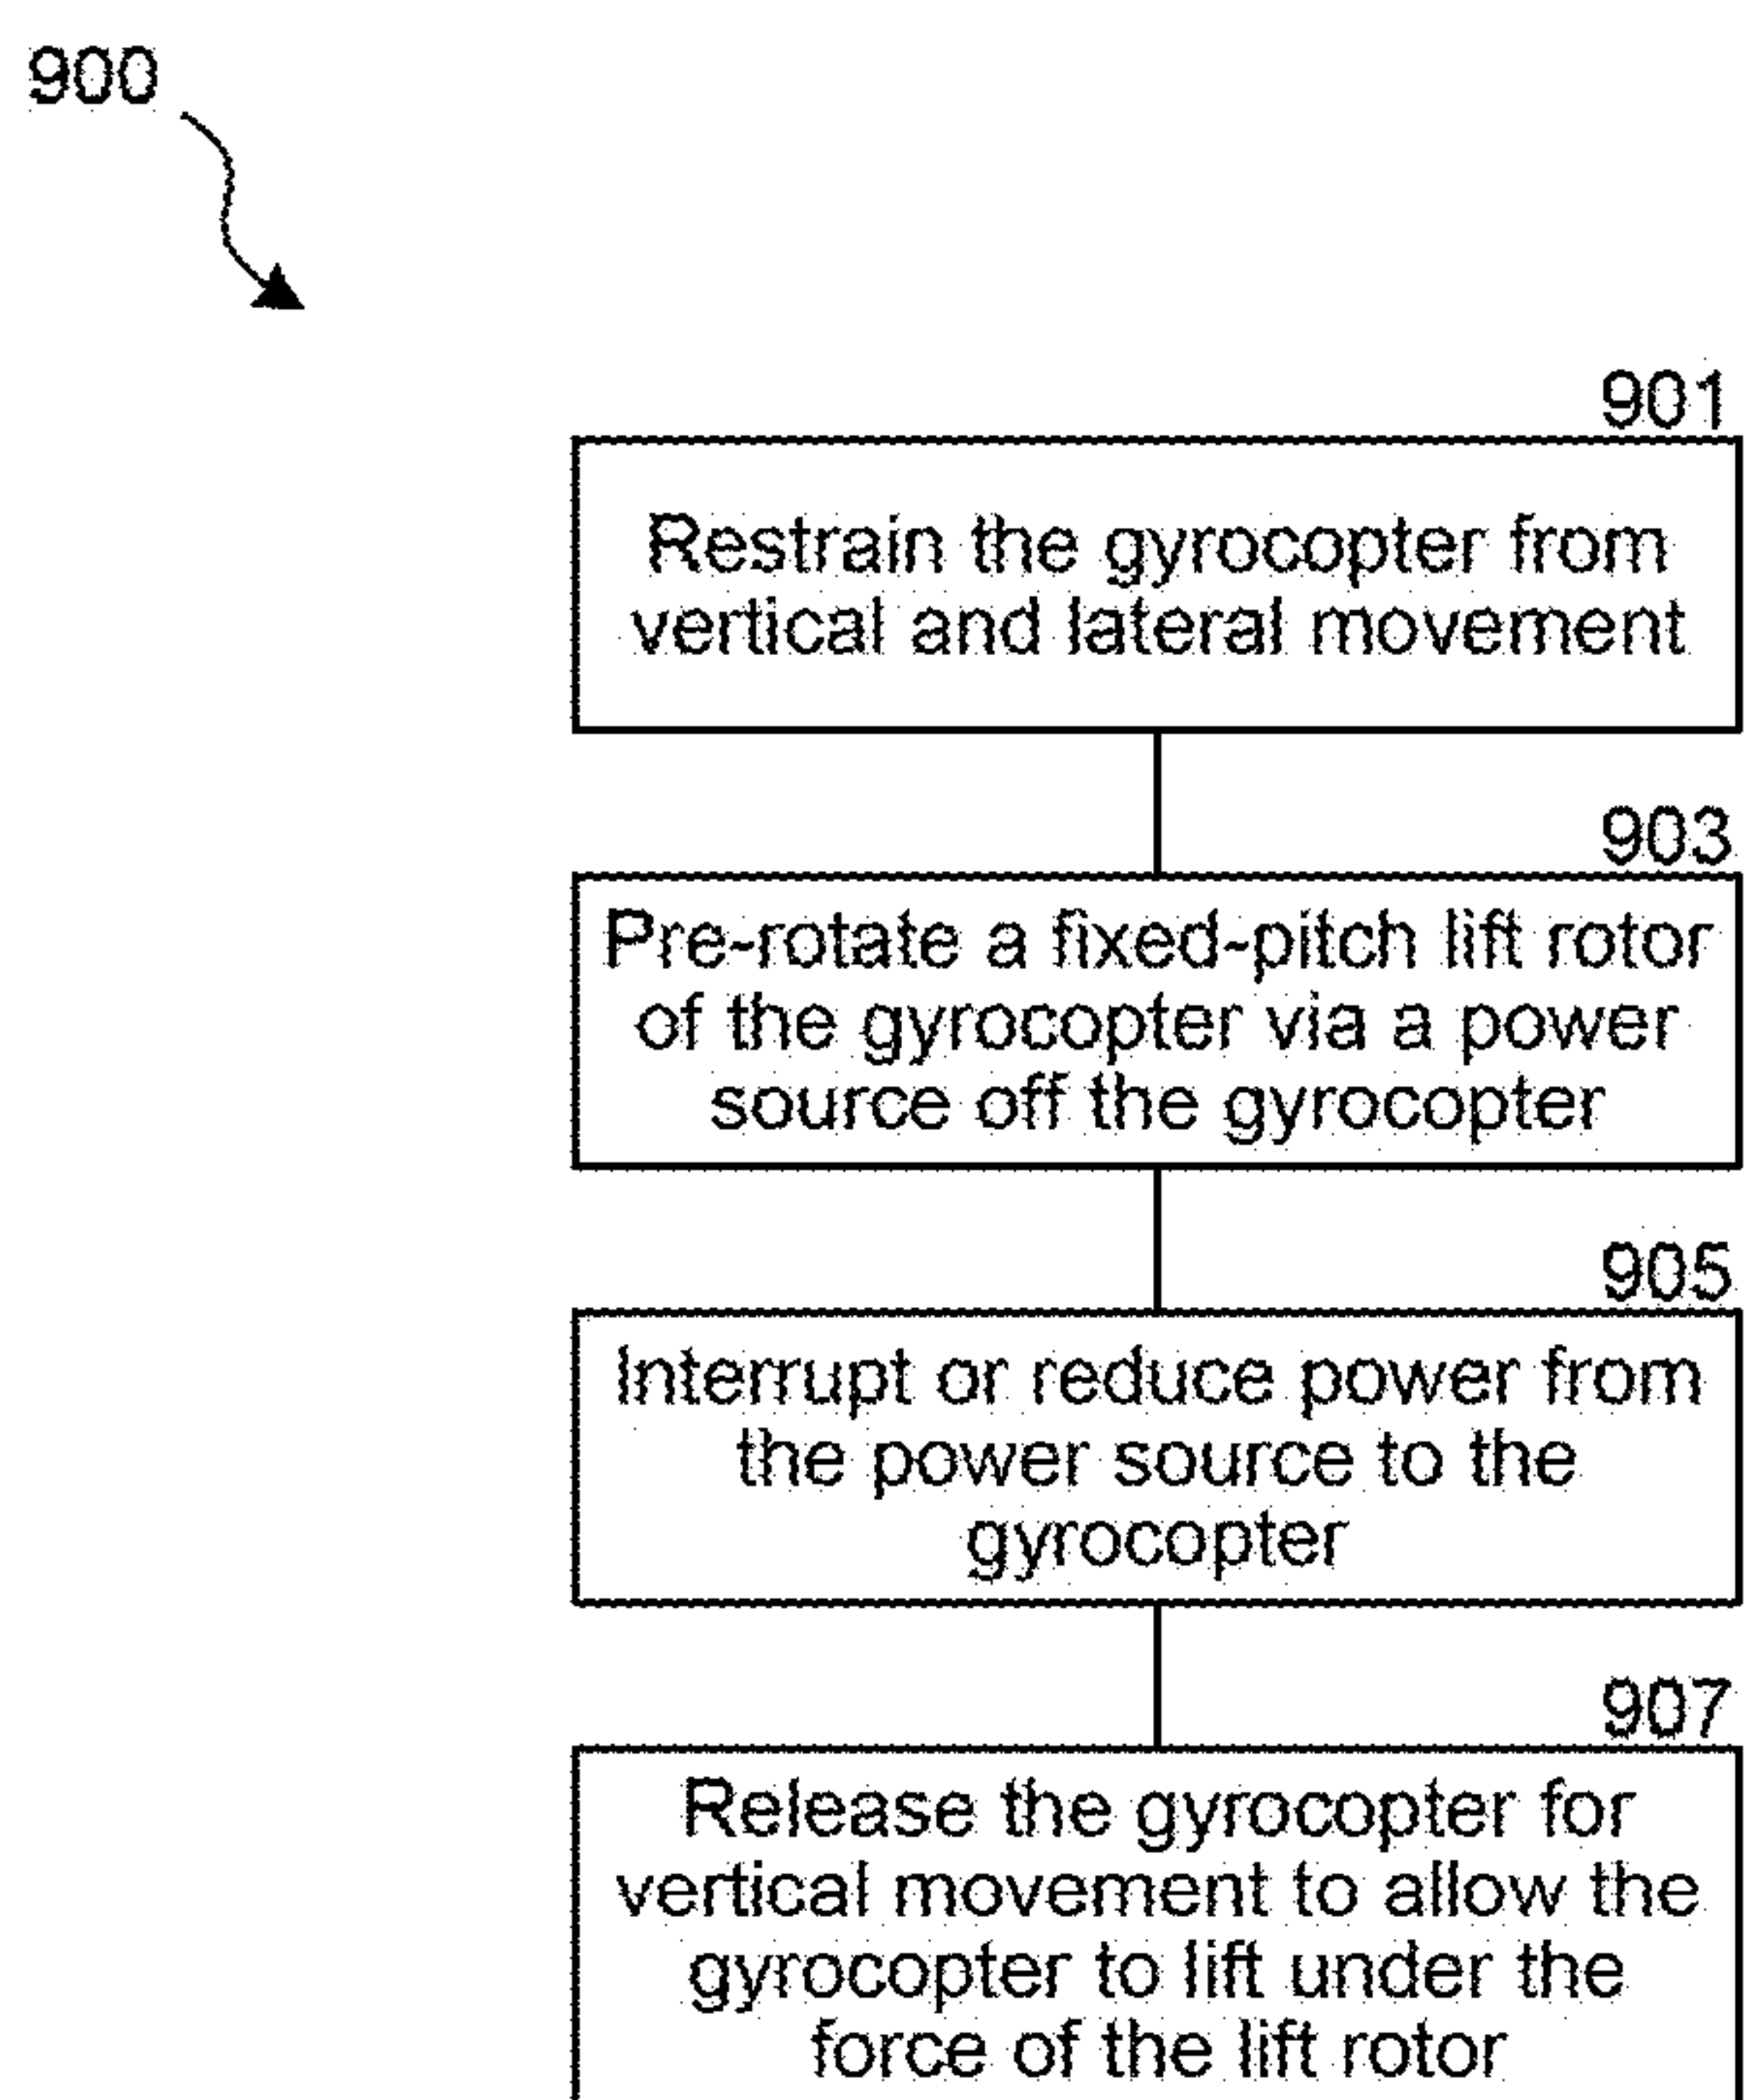 900
901
Restrain the gyrocopter from
vertical and lateral movement
903
Pre-rotate a fixed-pitch lift rotor
of the gyrocopter via a power
source off the gyrocopter
905
Interrupt or reduce power from
the power source to the
gyrocopter
907
Release the gyrocopter for
vertical movement to allow the
gyrocopter to lift under the
force of the lift rotor